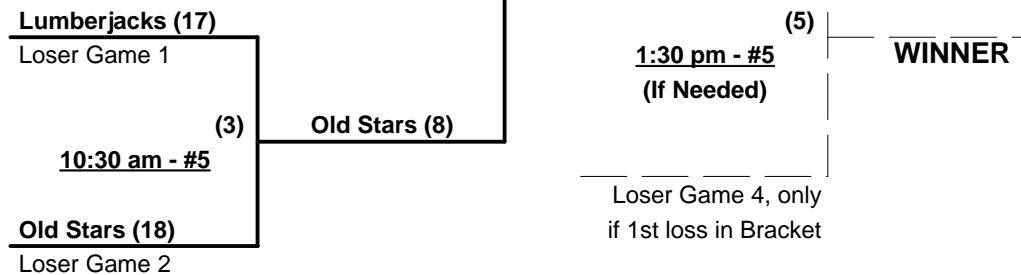 Lumberjacks (17)
Loser Game 1
(3)
10:30 am - #5
Old Stars (18)
Loser Game 2
Old Stars (8)
(5)
1:30 pm - #5
(If Needed)
WINNER
Loser Game 4, only
if 1st loss in Bracket